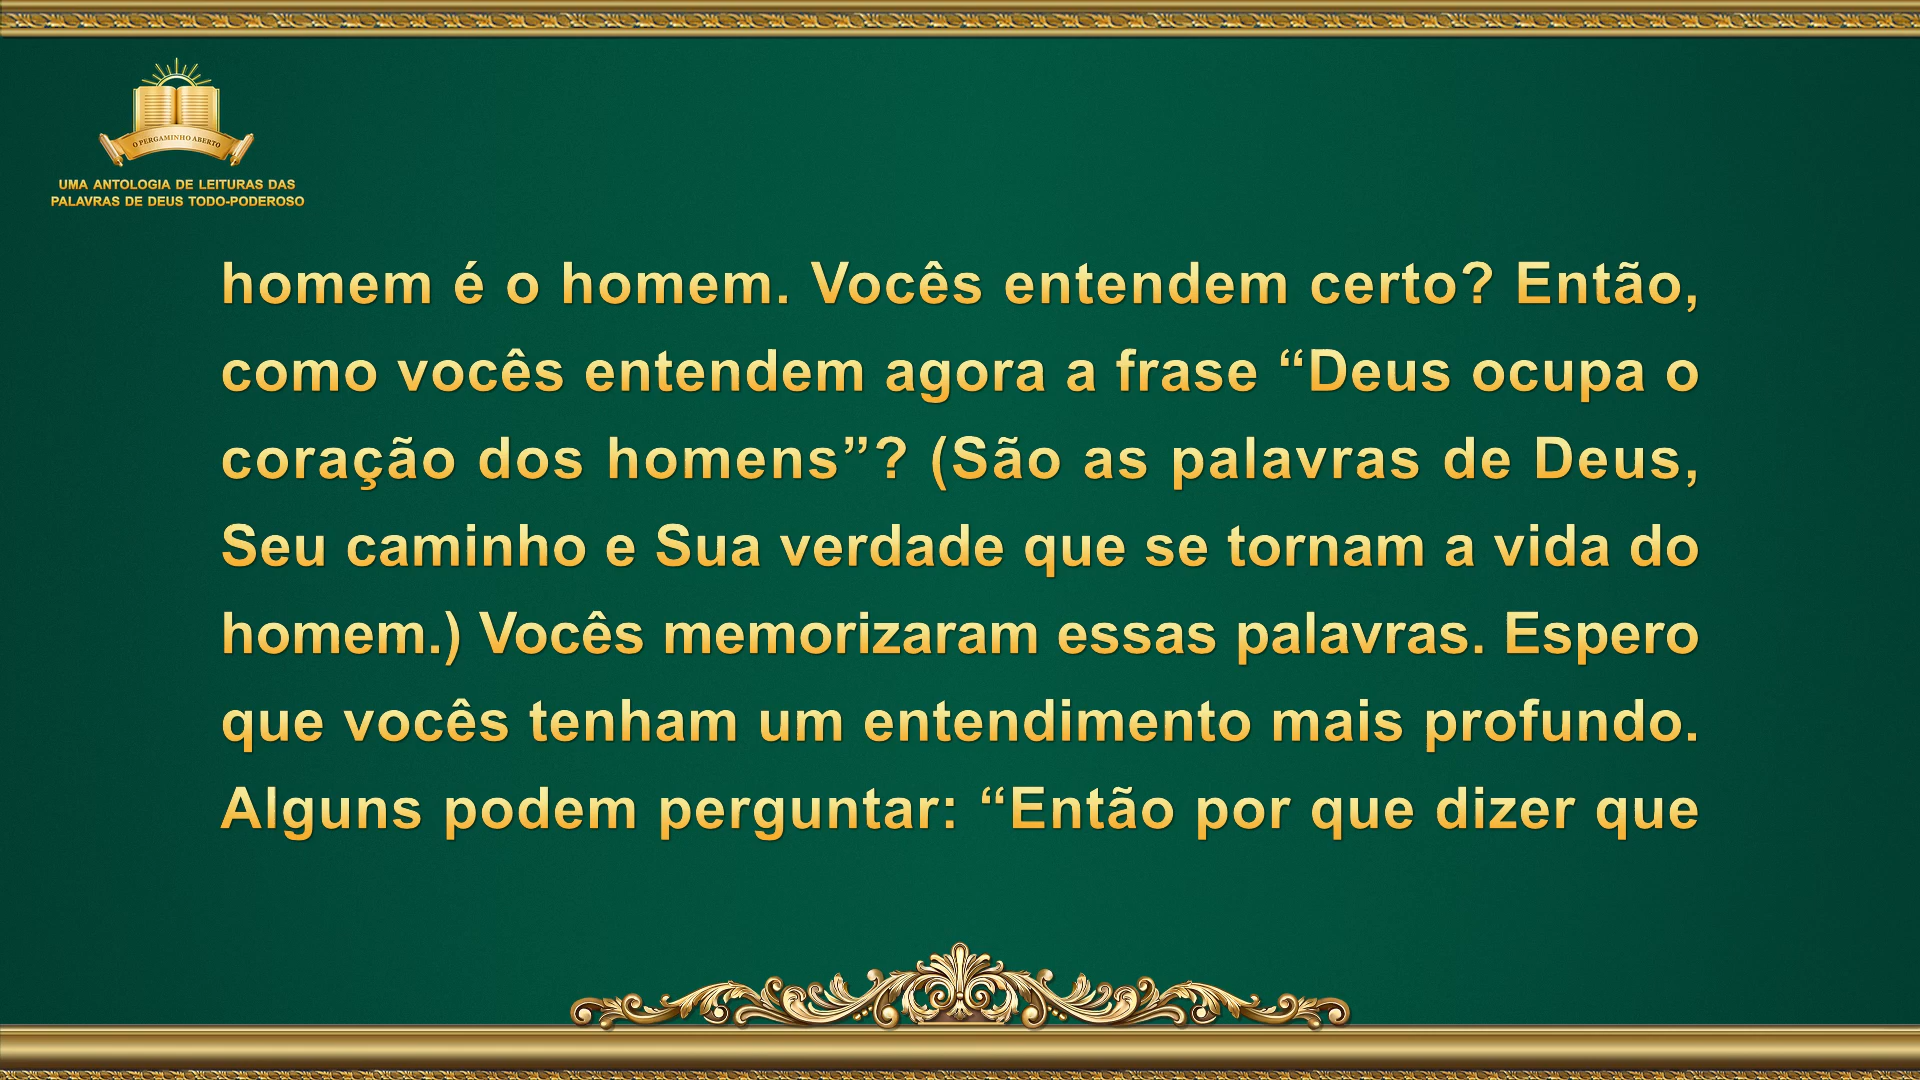 O PERGAMINHO ABERTO
UMA ANTOLOGIA DE LEITURAS DAS
PALAVRAS DE DEUS TODO-PODEROSO
homem é o homem. Vocês entendem certo? Então,
como vocês entendem agora a frase “Deus ocupa o
coração dos homens”? (São as palavras de Deus,
Seu caminho e Sua verdade que se tornam a vida do
homem.) Vocês memorizaram essas palavras. Espero
que vocês tenham um entendimento mais profundo.
Alguns podem perguntar: “Então por que dizer que